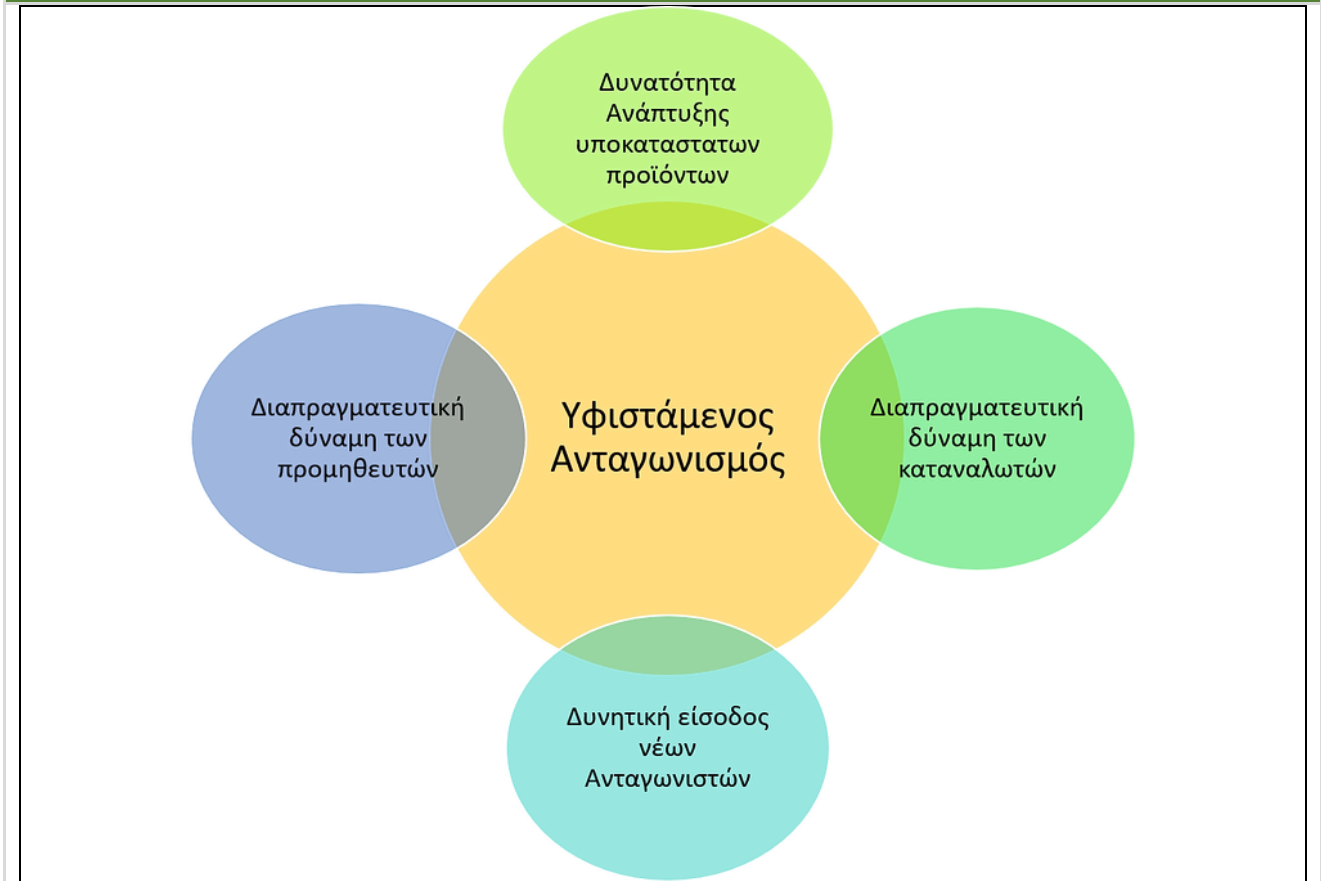 Δυνατότητα
Ανάπτυξης
υποκαταστατων
προϊόντων
Διαπραγματευτική
δύναμη των
προμηθευτών
Υφιστάμενος
Ανταγωνισμός
Διαπραγματευτική
δύναμη των
καταναλωτών
Δυνητική είσοδος
νέων
Ανταγωνιστών